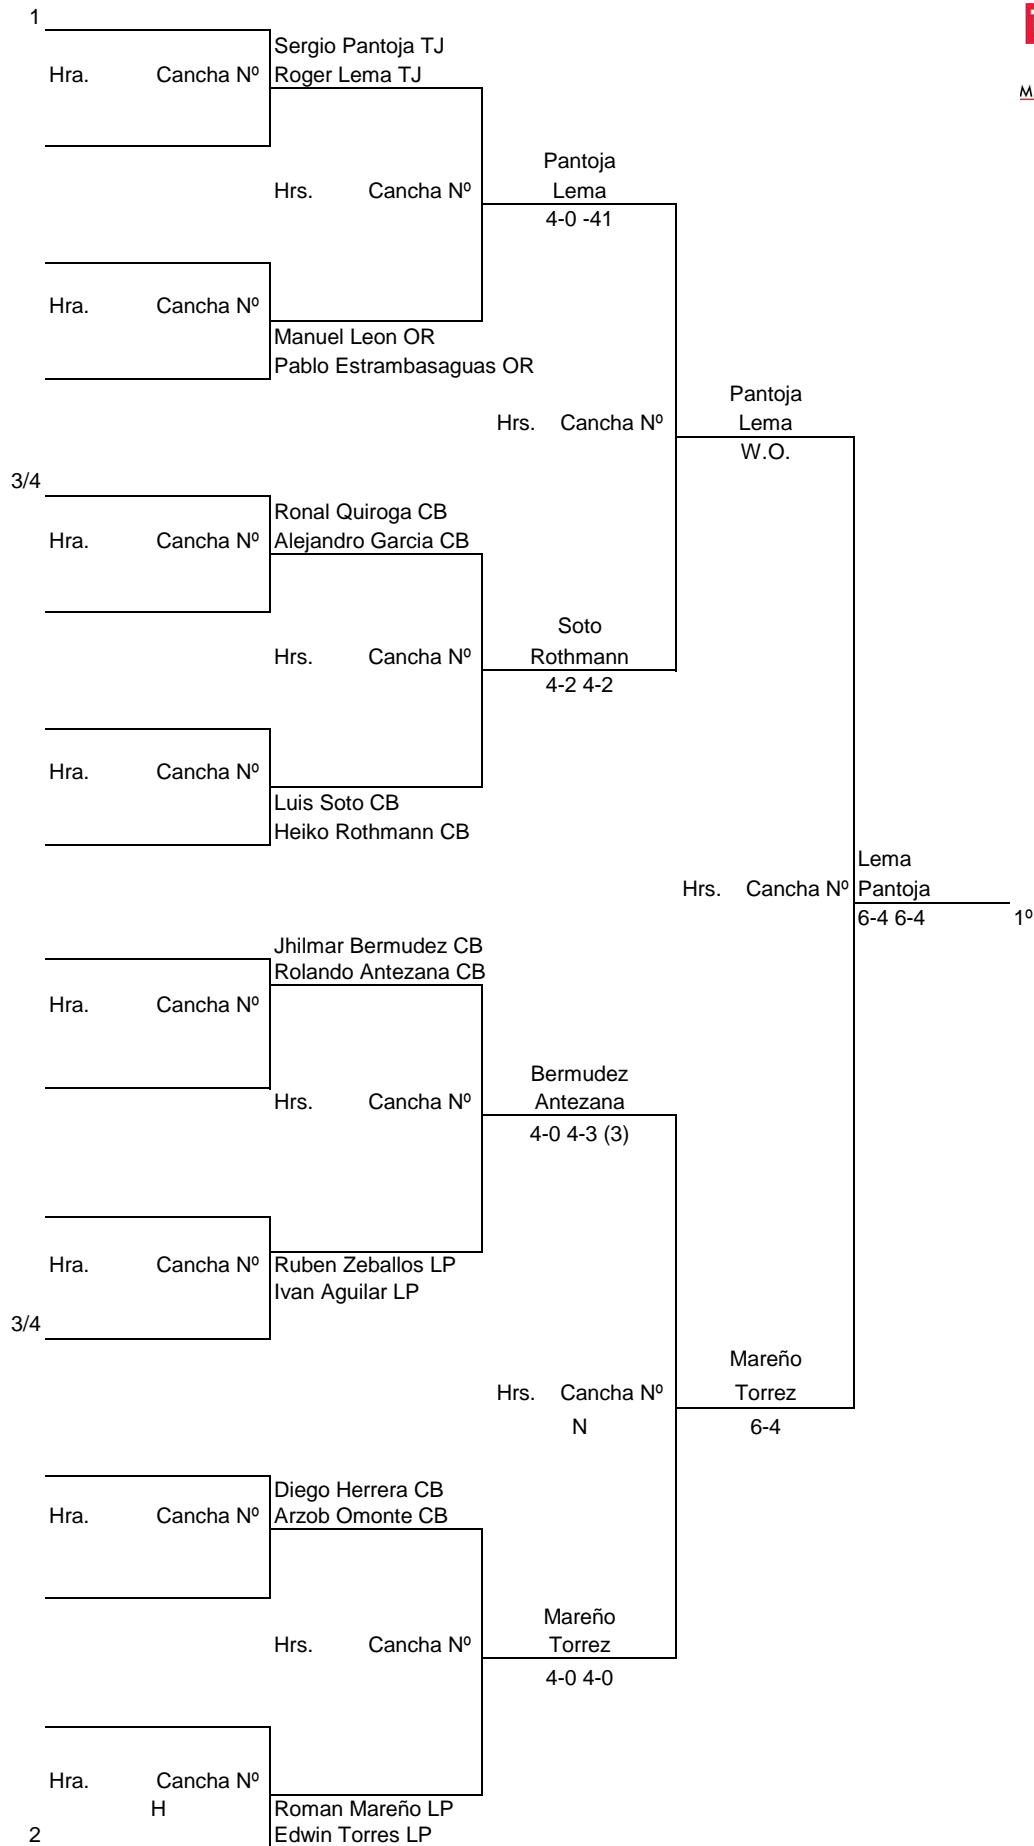 1
Sergio Pantoja TJ
Hra. Cancha Nº Roger Lema TJ
M
Pantoja
Hrs. Cancha Nº Lema
4-0 -41
Hra. Cancha Nº
Manuel Leon OR
Pablo Estrambasaguas OR
Pantoja
Hrs. Cancha Nº Lema
W.O.
3/4
Ronal Quiroga CB
Hra. Cancha Nº Alejandro Garcia CB
Soto
Hrs. Cancha Nº Rothmann
4-2 4-2
Hra. Cancha Nº
Luis Soto CB
Heiko Rothmann CB
Lema
Hrs. Cancha Nº Pantoja
6-4 6-4 1º
Jhilmar Bermudez CB
Rolando Antezana CB
Hra. Cancha Nº
Bermudez
Hrs. Cancha Nº Antezana
4-0 4-3 (3)
Hra. Cancha Nº Ruben Zeballos LP
Ivan Aguilar LP
3/4
Mareño
Hrs. Cancha Nº Torrez
N 6-4
Diego Herrera CB
Hra. Cancha Nº Arzob Omonte CB
Mareño
Hrs. Cancha Nº Torrez
4-0 4-0
Hra. Cancha Nº
H Roman Mareño LP
2 Edwin Torres LP